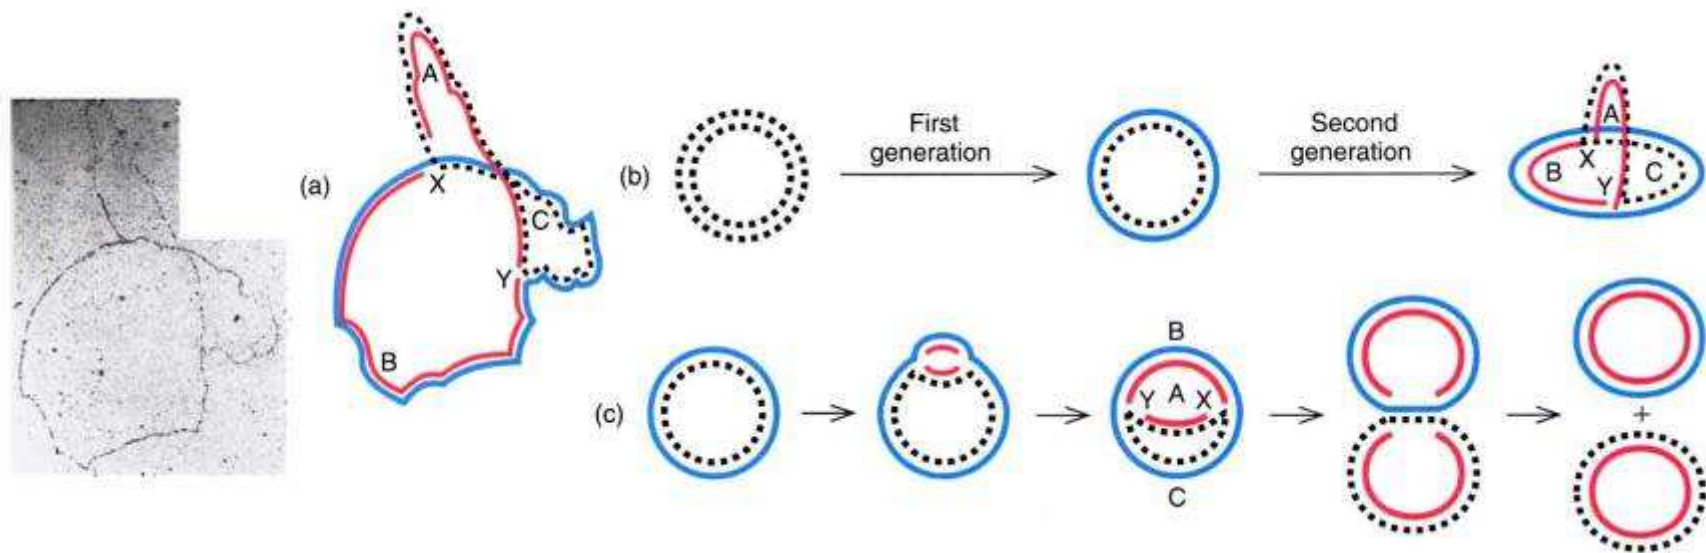 (a)
A
X
C
Y
B
(b)
First
generation
Second
generation
A
B
X
Y
C
(c)
B
Y A X
C
+